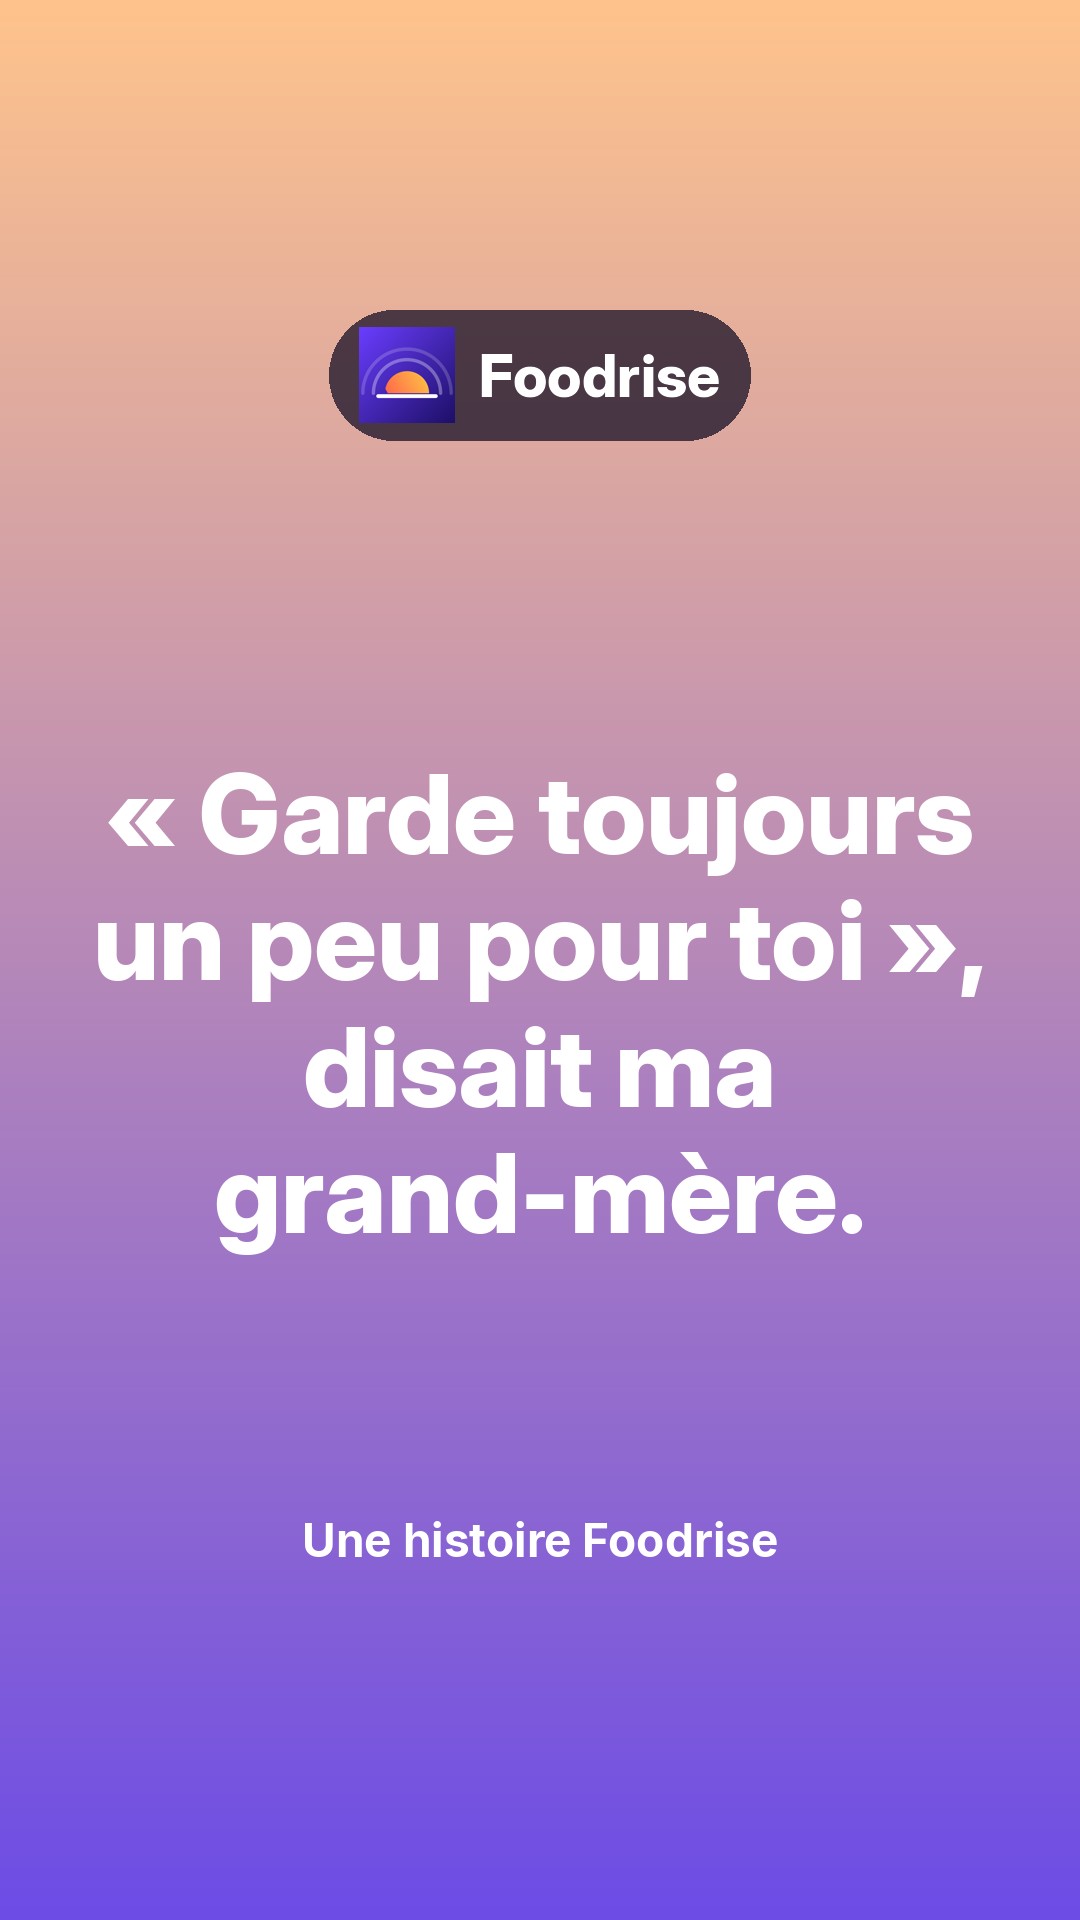 Foodrise
« Garde toujours
un peu pour toi »,
disait ma
grand-mère.
Une histoire Foodrise